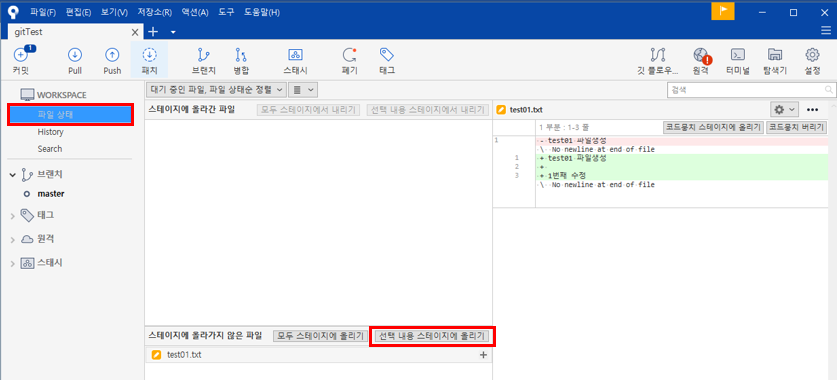 파일(F) 편집(E) 보기(V) 저장소(R) 액션(A) 도구 도움말(H)
gitTest
1
커밋 Pull Push 패치 브랜치 병합 스태시 폐기 태그 깃 플로우... 원격 터미널 탐색기 설정
WORKSPACE
파일 상태
History
Search
브랜치
master
태그
원격
스태시
대기 중인 파일, 파일 상태순 정렬
검색
스테이지에 올라간 파일 모두 스테이지에서 내리기 선택 내용 스테이지에서 내리기
스테이지에 올라가지 않은 파일 모두 스테이지에 올리기 선택 내용 스테이지에 올리기
test01.txt
test01.txt
1 부분 : 1-3 줄 코드뭉치 스테이지에 올리기 코드뭉치 버리기
1 - test01 파일생성
\ No newline at end of file
1 + test01 파일생성
2 +
3 + 1번째 수정
\ No newline at end of file